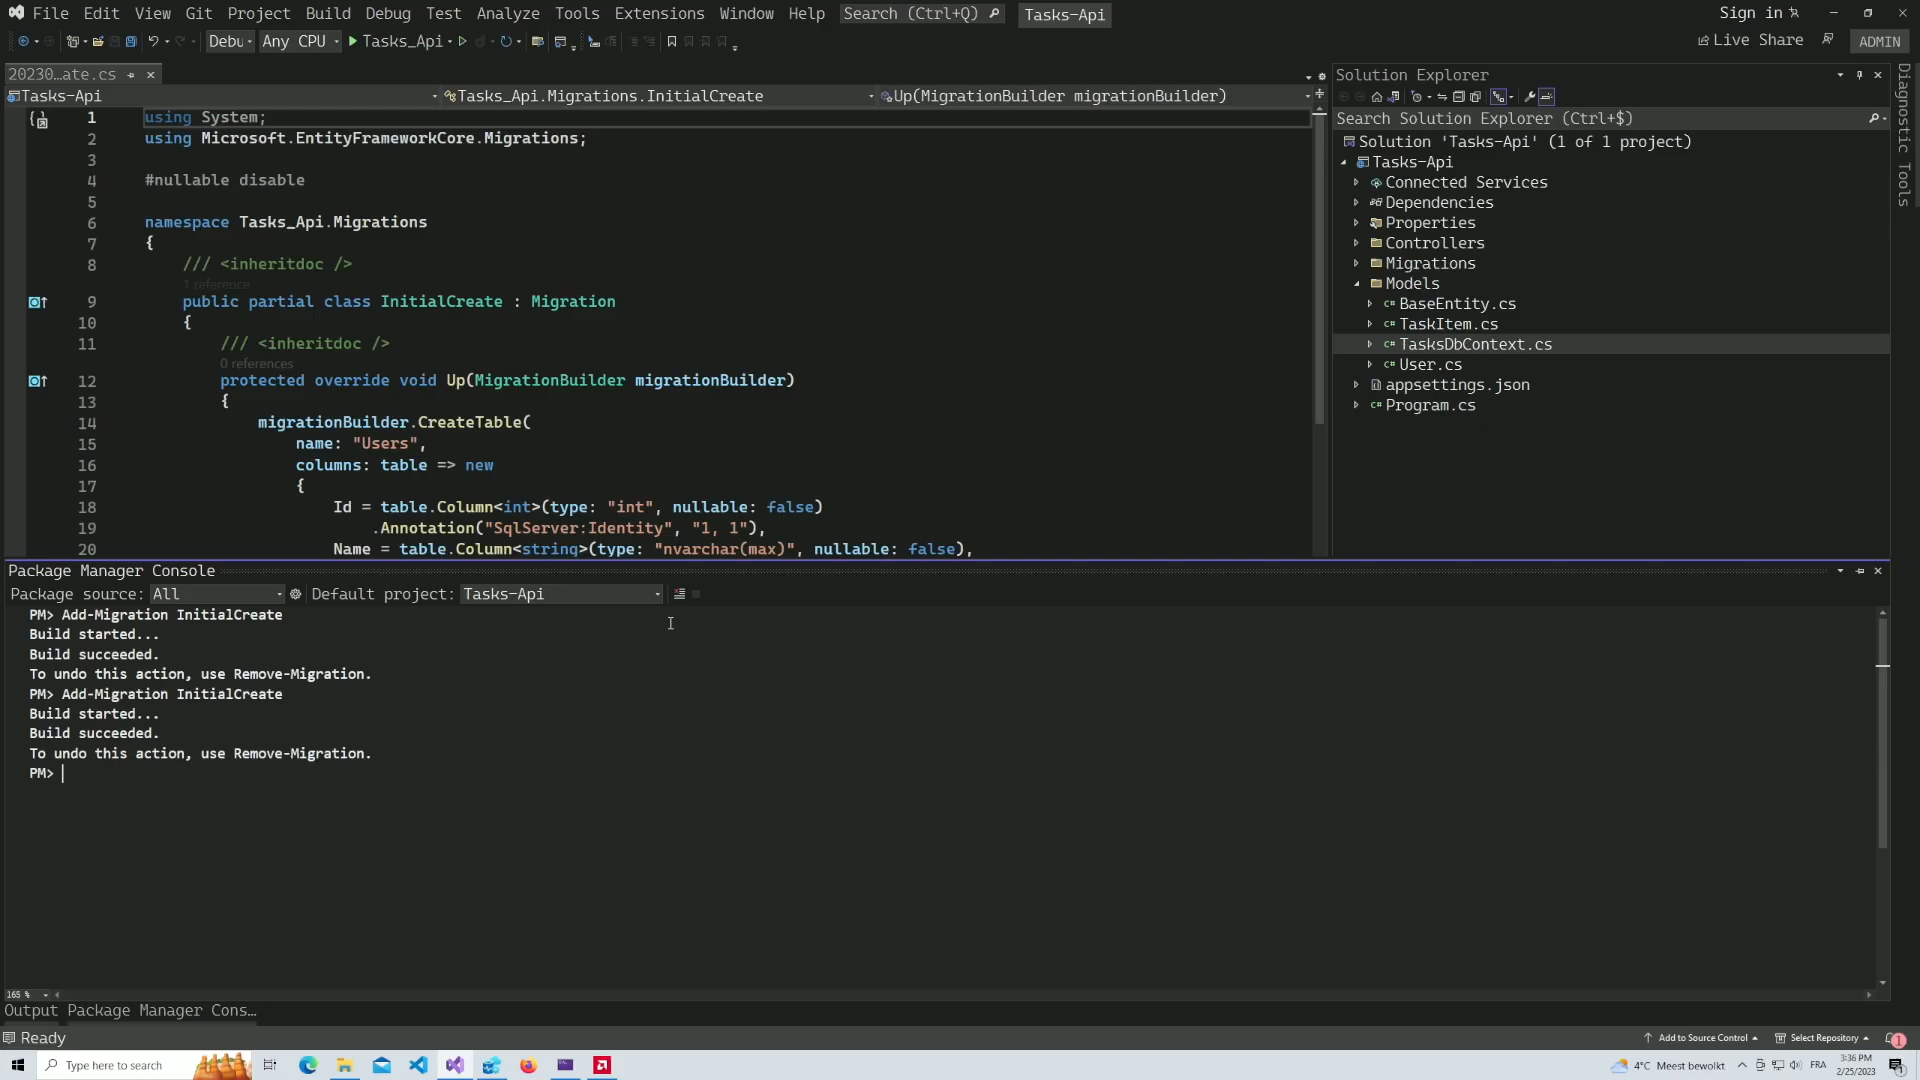 File Edit View Git Project Build Debug Test Analyze Tools Extensions Window Help Search (Ctrl+Q) Tasks-Api Sign in
Debu Any CPU Tasks_Api Live Share ADMIN
20230…ate.cs
Tasks-Api Tasks_Api.Migrations.InitialCreate Up(MigrationBuilder migrationBuilder)
1 using System;
2 using Microsoft.EntityFrameworkCore.Migrations;
3
4 #nullable disable
5
6 namespace Tasks_Api.Migrations
7 {
8 /// <inheritdoc />
1 reference
9 public partial class InitialCreate : Migration
10 {
11 /// <inheritdoc />
0 references
12 protected override void Up(MigrationBuilder migrationBuilder)
13 {
14 migrationBuilder.CreateTable(
15 name: "Users",
16 columns: table => new
17 {
18 Id = table.Column<int>(type: "int", nullable: false)
19 .Annotation("SqlServer:Identity", "1, 1"),
20 Name = table.Column<string>(type: "nvarchar(max)", nullable: false),
Solution Explorer
Search Solution Explorer (Ctrl+$)
Solution 'Tasks-Api' (1 of 1 project)
Tasks-Api
Connected Services
Dependencies
Properties
Controllers
Migrations
Models
C# BaseEntity.cs
C# TaskItem.cs
C# TasksDbContext.cs
C# User.cs
appsettings.json
C# Program.cs
Diagnostic Tools
Package Manager Console
Package source: All Default project: Tasks-Api
PM> Add-Migration InitialCreate
Build started...
Build succeeded.
To undo this action, use Remove-Migration.
PM> Add-Migration InitialCreate
Build started...
Build succeeded.
To undo this action, use Remove-Migration.
PM>
165 %
Output Package Manager Cons…
Ready Add to Source Control Select Repository 1
Type here to search 4°C Meest bewolkt FRA 3:36 PM
2/25/2023